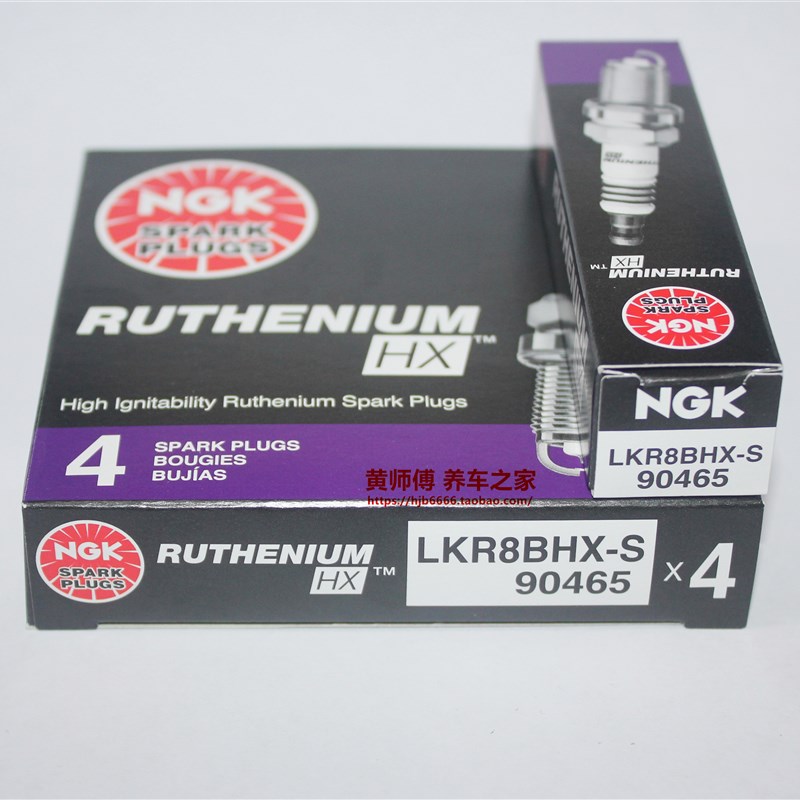 NGK
SPARK
PLUGS
RUTHENIUM
HX™
High Ignitability Ruthenium Spark Plugs
4
SPARK PLUGS
BOUGIES
BUJÍAS
黄师傅 养车之家
https://hjb6666.taobao.com/
NGK
SPARK
PLUGS
RUTHENIUM
HX™
LKR8BHX-S
90465
x4
RUTHENIUM
RUTHENIUM
HX™
NGK
SPARK
PLUGS
NGK
LKR8BHX-S
90465